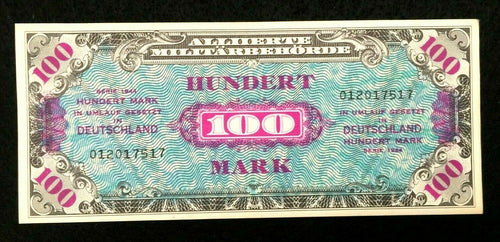 100
ALLIIERTE
MILITÄRBEHÖRDE
100
HUNDERT
SERIE 1944
HUNDERT MARK
IN UMLAUF GESETZT
IN
DEUTSCHLAND
012017517
100
012017517
IN UMLAUF GESETZT
IN
DEUTSCHLAND
HUNDERT MARK
SERIE 1944
MARK
100
100